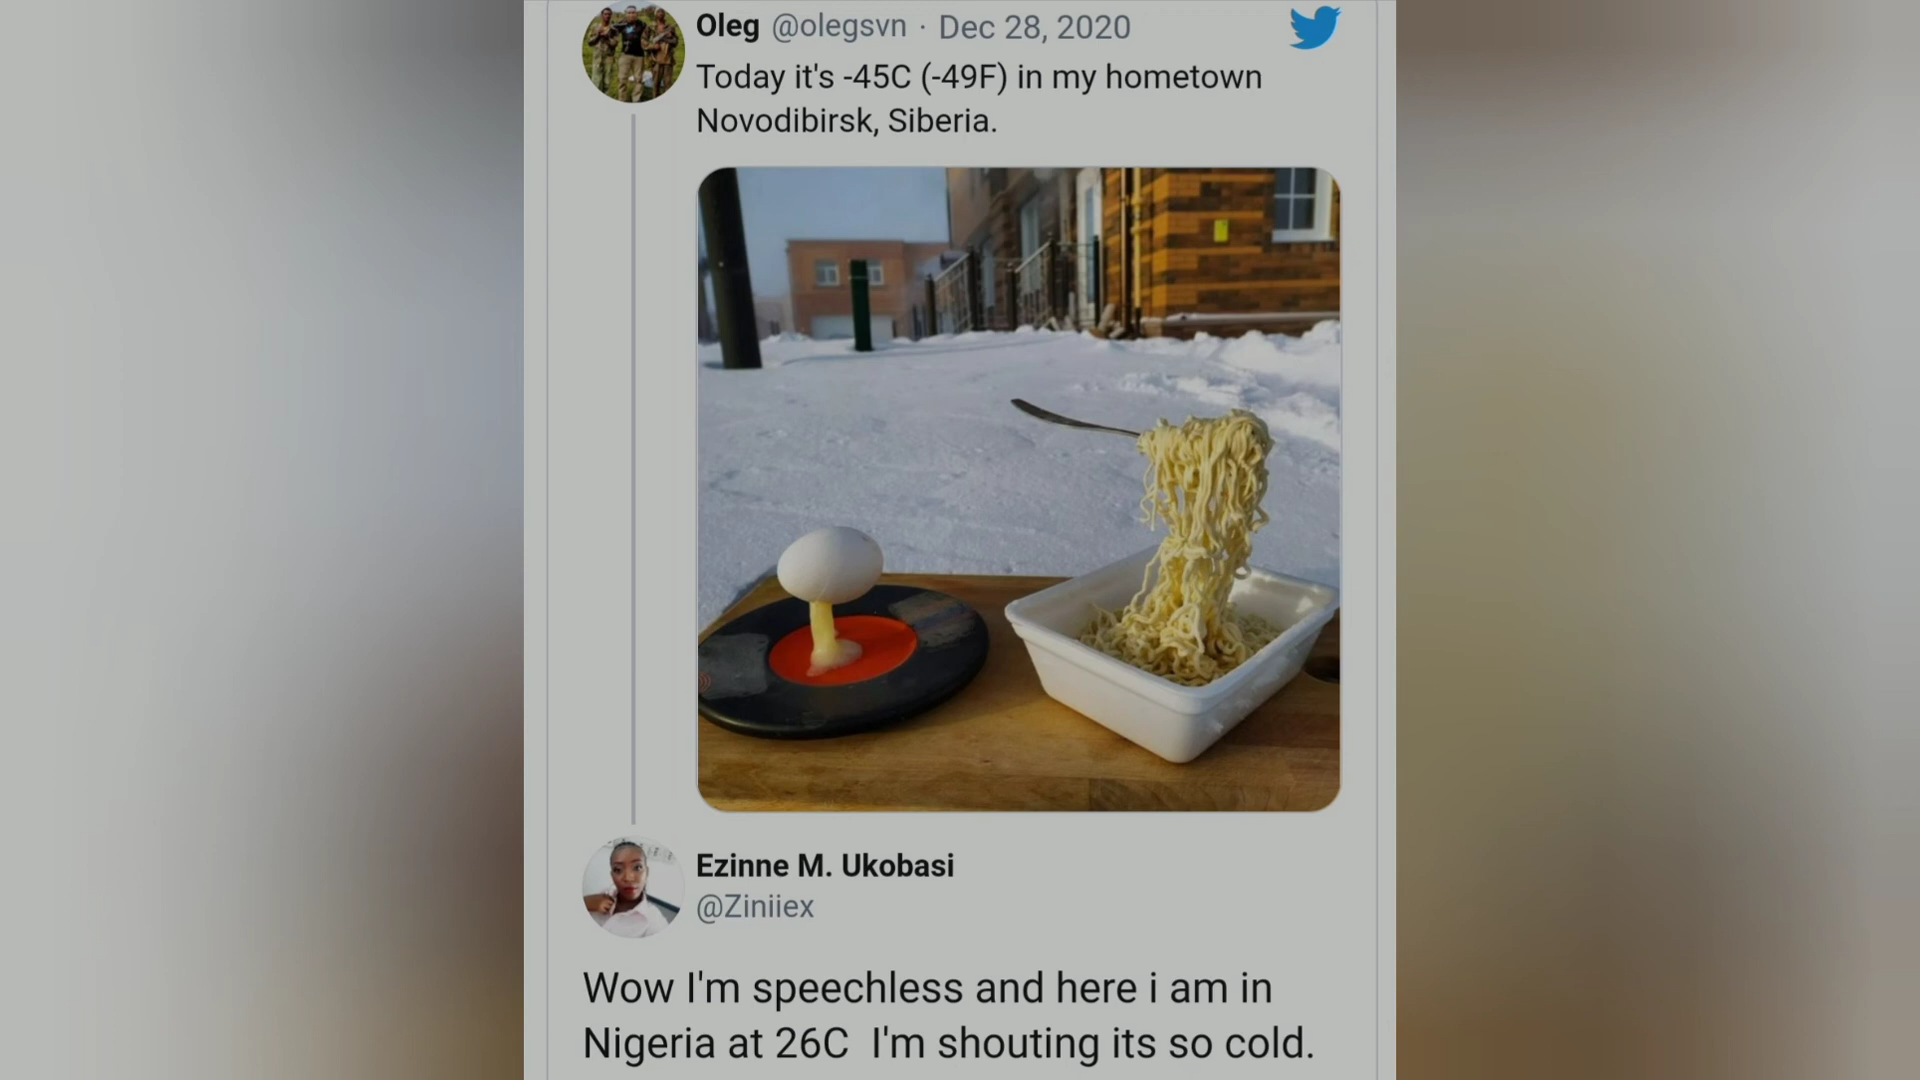 Oleg @olegsvn · Dec 28, 2020
Today it's -45C (-49F) in my hometown
Novodibirsk, Siberia.
Ezinne M. Ukobasi
@Ziniiex
Wow I'm speechless and here i am in
Nigeria at 26C  I'm shouting its so cold.